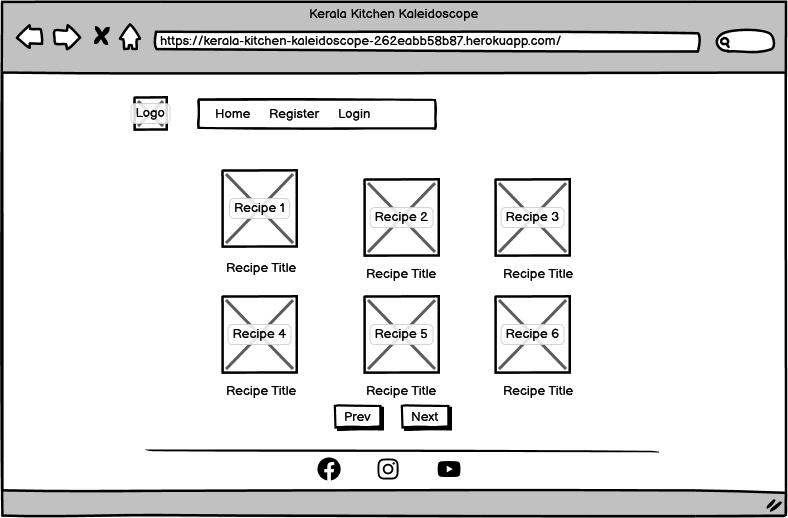 Kerala Kitchen Kaleidoscope
https://kerala-kitchen-kaleidoscope-262eabb58b87.herokuapp.com/
Logo
Home Register Login
Recipe 1 Recipe 2 Recipe 3
Recipe Title Recipe Title Recipe Title
Recipe 4 Recipe 5 Recipe 6
Recipe Title Recipe Title Recipe Title
Prev Next